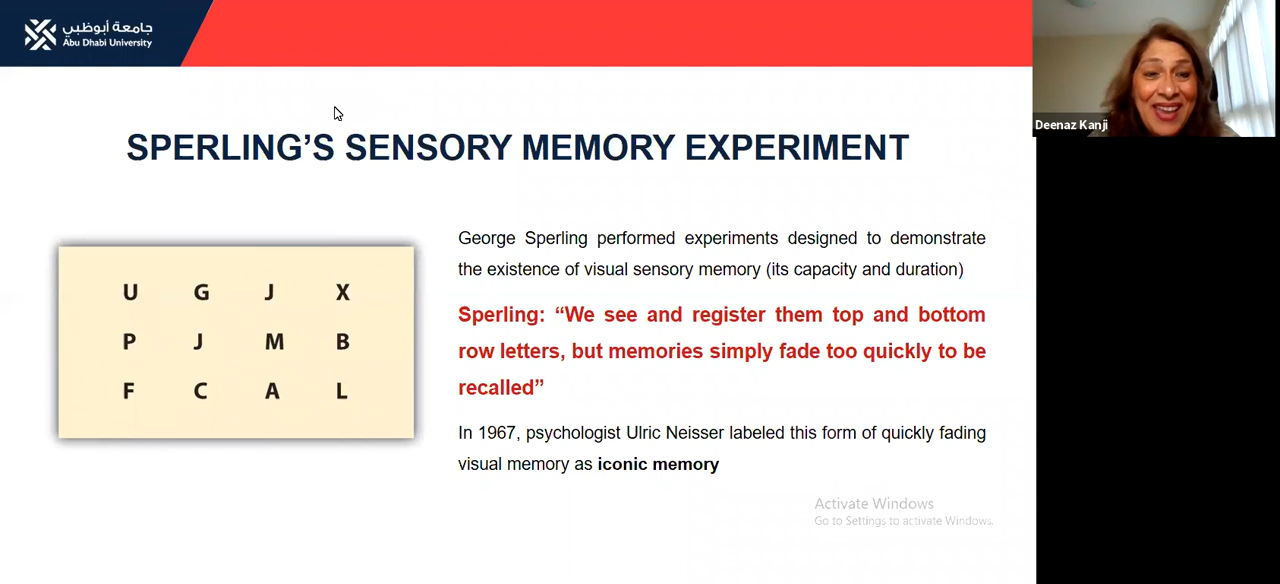 جامعة أبوظبي
Abu Dhabi University
Deenaz Kanji
SPERLING’S SENSORY MEMORY EXPERIMENT
U G J X
P J M B
F C A L
George Sperling performed experiments designed to demonstrate
the existence of visual sensory memory (its capacity and duration)
Sperling: “We see and register them top and bottom
row letters, but memories simply fade too quickly to be
recalled”
In 1967, psychologist Ulric Neisser labeled this form of quickly fading
visual memory as iconic memory
Activate Windows
Go to Settings to activate Windows.